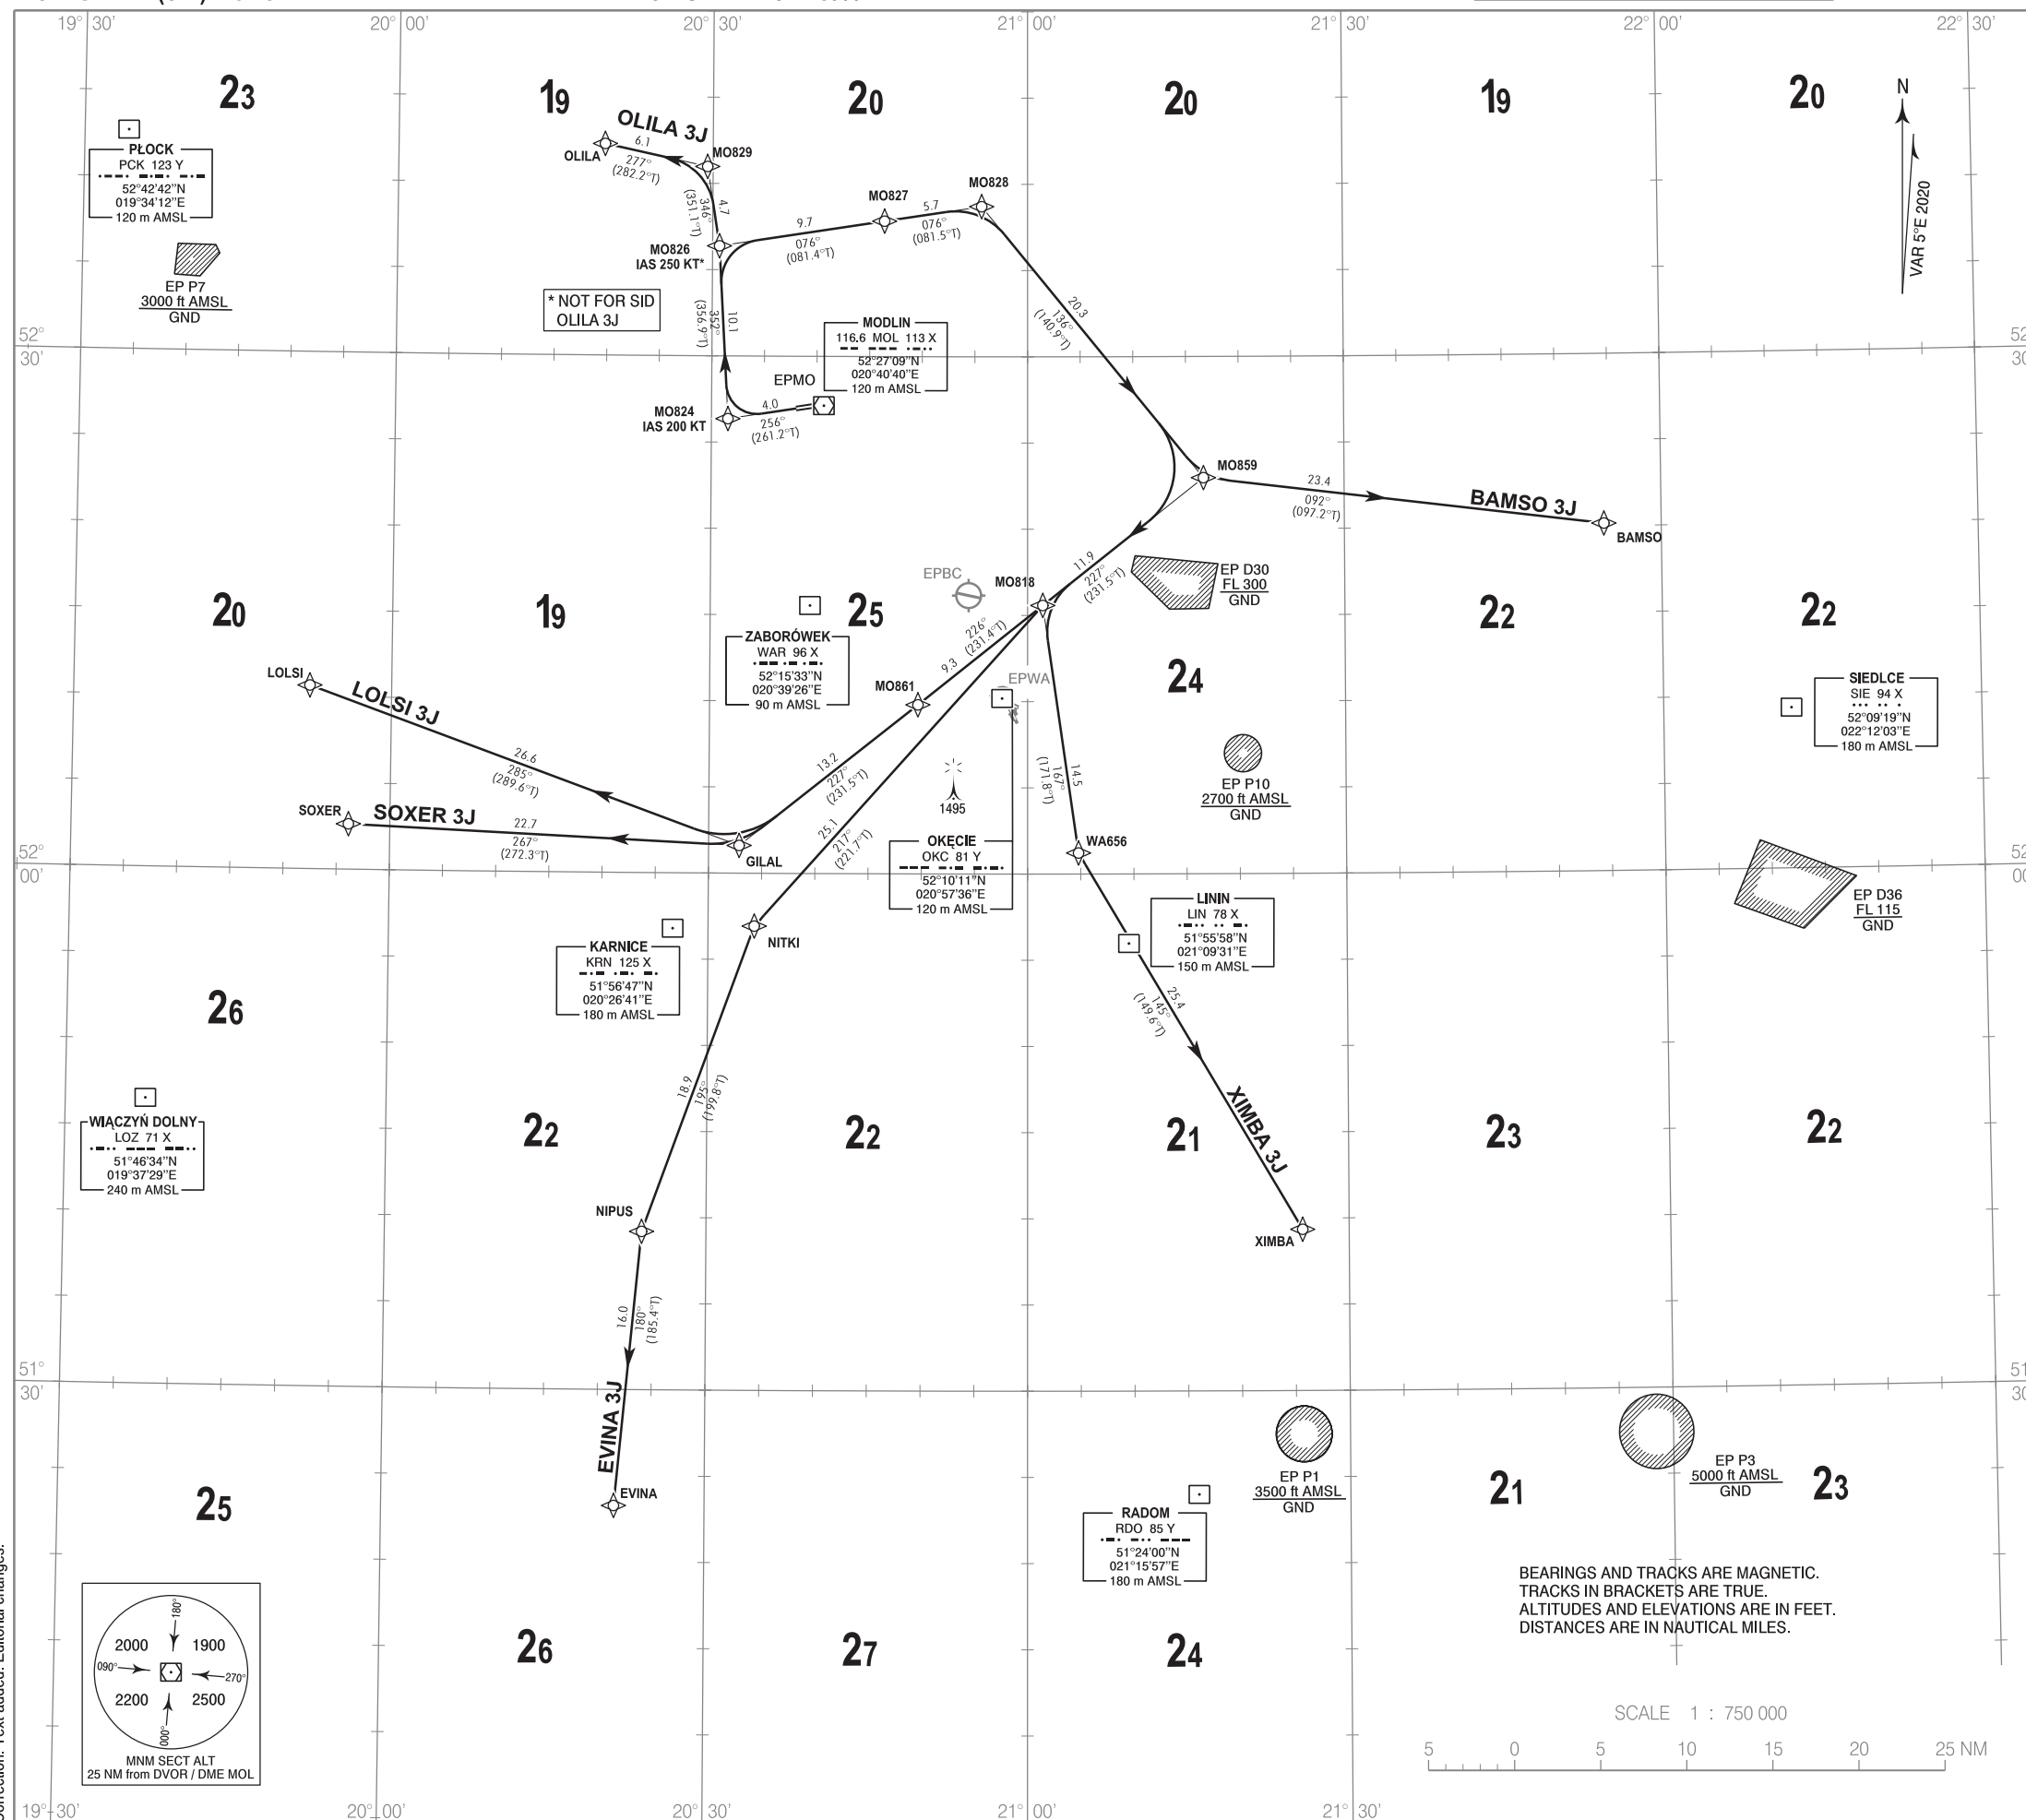 19° 30'
20° 00'
20° 30'
21° 00'
21° 30'
22° 00'
22° 30'
23
19
20
20
19
20
N
VAR 5°E 2020
PŁOCK
PCK 123 Y
52°42'42"N
019°34'12"E
120 m AMSL
EP P7
3000 ft AMSL
GND
OLILA 3J
OLILA
6.1
277°
(282.2°T)
MO829
4.7
346°
(351.1°T)
MO826
IAS 250 KT*
9.7
076°
(081.4°T)
MO827
5.7
076°
(081.5°T)
MO828
* NOT FOR SID
OLILA 3J
10.1
352°
(356.9°T)
MODLIN
116.6 MOL 113 X
52°27'09"N
020°40'40"E
120 m AMSL
EPMO
MO824
IAS 200 KT
4.0
256°
(261.2°T)
20.3
136°
(140.9°T)
52°
30'
MO859
23.4
092°
(097.2°T)
BAMSO 3J
BAMSO
11.9
227°
(231.5°T)
EP D30
FL 300
GND
EPBC
MO818
20
19
25
22
22
24
ZABORÓWEK
WAR 96 X
52°15'33"N
020°39'26"E
90 m AMSL
226°
(231.4°T)
9.3
MO861
EPWA
LOLSI
LOLSI 3J
26.6
285°
(289.6°T)
SOXER
SOXER 3J
22.7
267°
(272.3°T)
13.2
227°
(231.5°T)
GILAL
25.1
217°
(221.7°T)
1495
14.5
167°
(171.8°T)
EP P10
2700 ft AMSL
GND
SIEDLCE
SIE 94 X
52°09'19"N
022°12'03"E
180 m AMSL
OKĘCIE
OKC 81 Y
52°10'11"N
020°57'36"E
120 m AMSL
WA656
52°
00'
EP D36
FL 115
GND
NITKI
KARNICE
KRN 125 X
51°56'47"N
020°26'41"E
180 m AMSL
LININ
LIN 78 X
51°55'58"N
021°09'31"E
150 m AMSL
25.4
145°
(149.6°T)
26
18.9
195°
(199.8°T)
WIĄCZYŃ DOLNY
LOZ 71 X
51°46'34"N
019°37'29"E
240 m AMSL
22
22
21
23
22
XIMBA 3J
XIMBA
NIPUS
16.0
180°
(185.4°T)
EVINA 3J
EVINA
51°
30'
EP P1
3500 ft AMSL
GND
EP P3
5000 ft AMSL
GND
25
21
23
RADOM
RDO 85 Y
51°24'00"N
021°15'57"E
180 m AMSL
BEARINGS AND TRACKS ARE MAGNETIC.
TRACKS IN BRACKETS ARE TRUE.
ALTITUDES AND ELEVATIONS ARE IN FEET.
DISTANCES ARE IN NAUTICAL MILES.
26
27
24
180°
2000
1900
090°
270°
2200
2500
000°
MNM SECT ALT
25 NM from DVOR / DME MOL
SCALE 1 : 750 000
5 0 5 10 15 20 25 NM
19° 30'
20° 00'
20° 30'
21° 00'
21° 30'
Text added. Editorial changes.